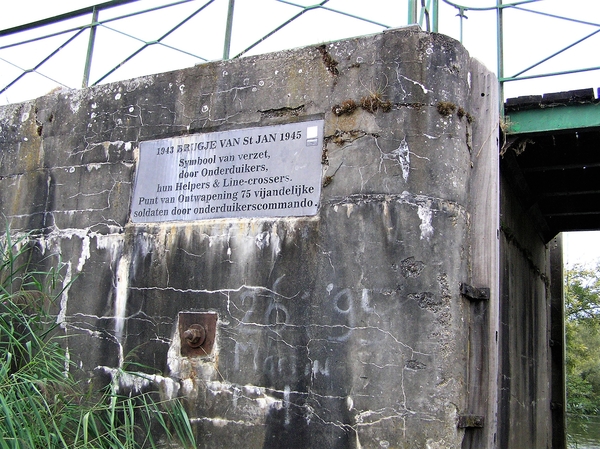 1943 BRUGJE VAN St JAN 1945
Symbool van verzet,
door Onderduikers,
hun Helpers & Line-crossers.
Punt van Ontwapening 75 vijandelijke
soldaten door onderduikerscommando.